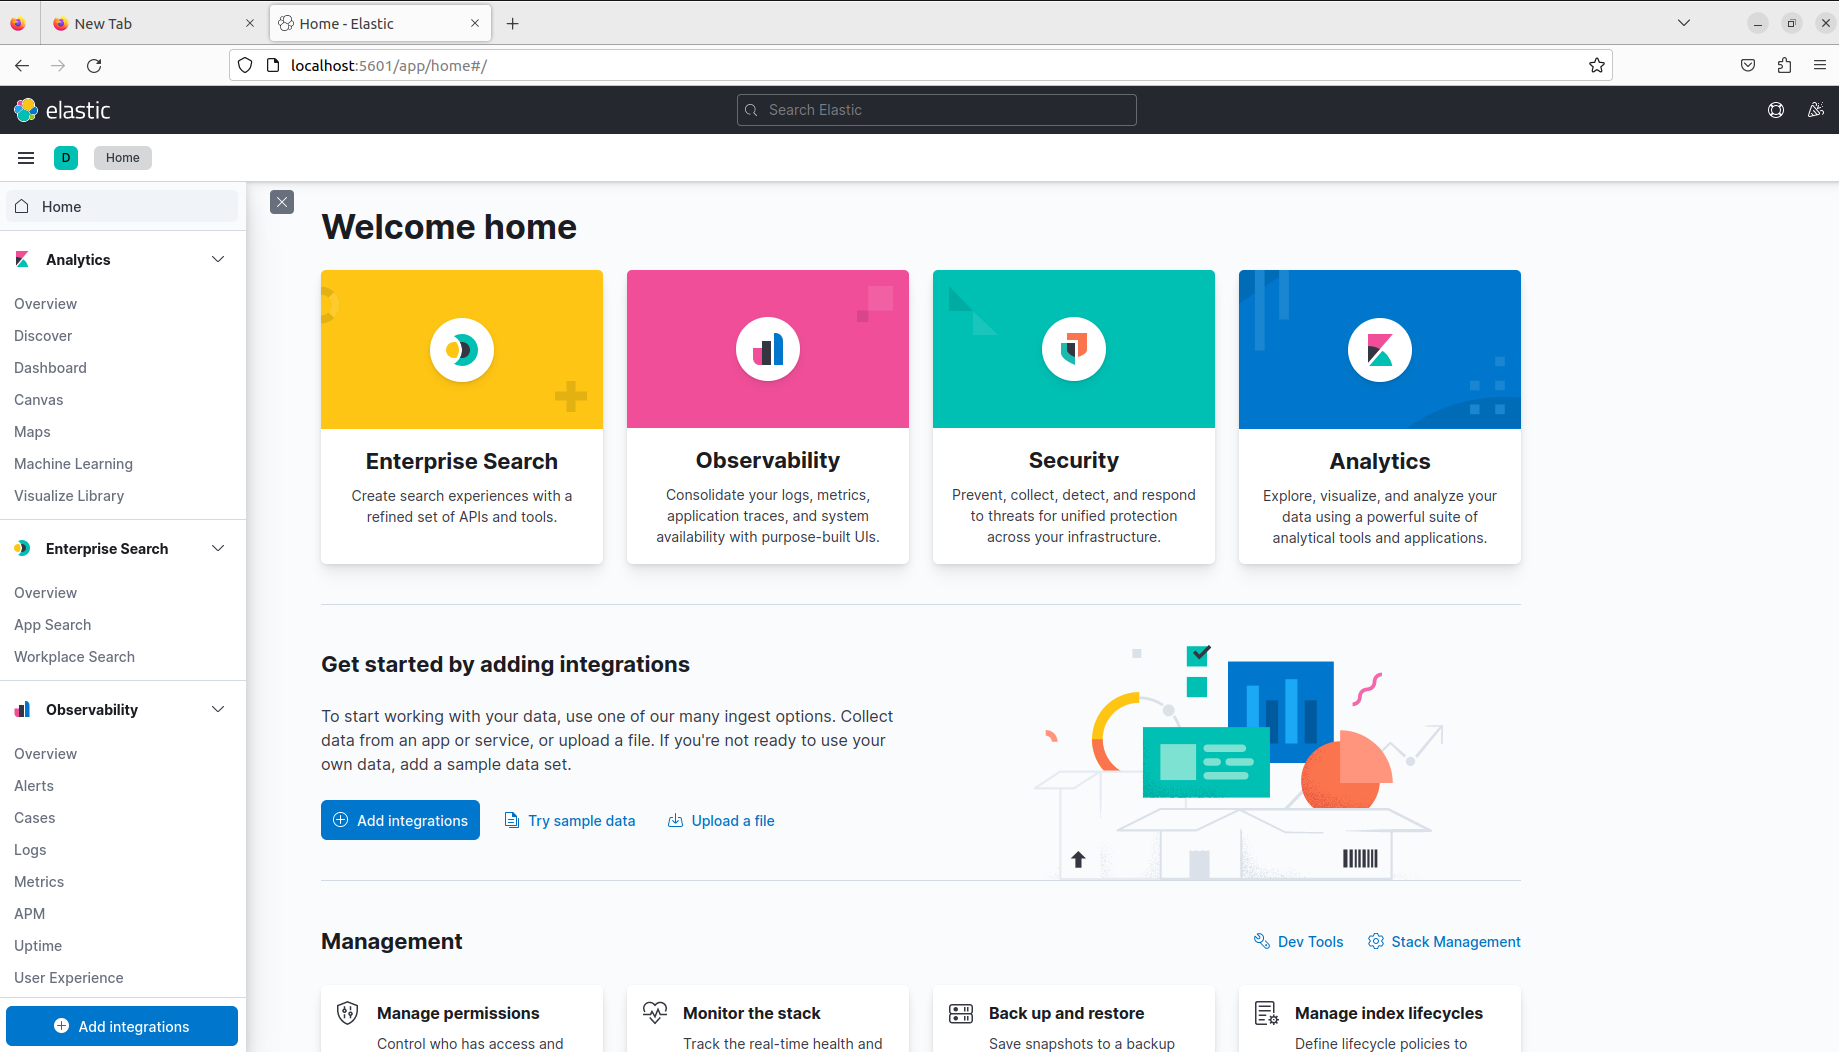 New Tab
Home - Elastic
localhost:5601/app/home#/
elastic
Search Elastic
D
Home
Home
Analytics
Overview
Discover
Dashboard
Canvas
Maps
Machine Learning
Visualize Library
Enterprise Search
Overview
App Search
Workplace Search
Observability
Overview
Alerts
Cases
Logs
Metrics
APM
Uptime
User Experience
Add integrations
Welcome home
Enterprise Search
Create search experiences with a
refined set of APIs and tools.
Observability
Consolidate your logs, metrics,
application traces, and system
availability with purpose-built UIs.
Security
Prevent, collect, detect, and respond
to threats for unified protection
across your infrastructure.
Analytics
Explore, visualize, and analyze your
data using a powerful suite of
analytical tools and applications.
Get started by adding integrations
To start working with your data, use one of our many ingest options. Collect
data from an app or service, or upload a file. If you're not ready to use your
own data, add a sample data set.
Add integrations
Try sample data
Upload a file
Management
Dev Tools
Stack Management
Manage permissions
Control who has access and
Monitor the stack
Track the real-time health and
Back up and restore
Save snapshots to a backup
Manage index lifecycles
Define lifecycle policies to